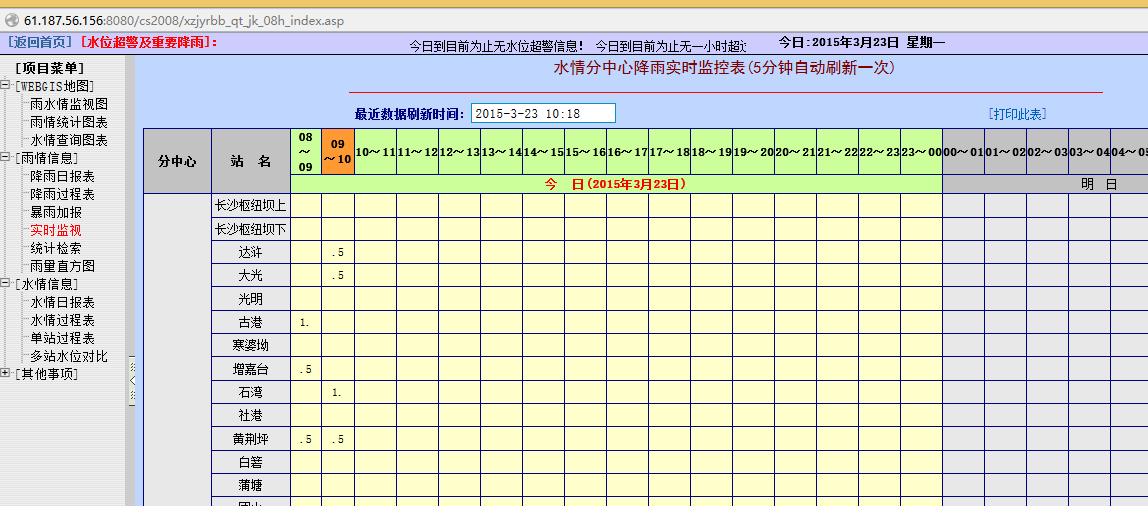 61.187.56.156:8080/cs2008/xzjyrbb_qt_jk_08h_index.asp
[返回首页] [水位超警及重要降雨]: 今日到目前为止无水位超警信息! 今日到目前为止无一小时超过 今日:2015年3月23日 星期一
[项目菜单]
[WEBGIS地图]
雨水情监视图
雨情统计图表
水情查询图表
[雨情信息]
降雨日报表
降雨过程表
暴雨加报
实时监视
统计检索
雨量直方图
[水情信息]
水情日报表
水情过程表
单站过程表
多站水位对比
[其他事项]
水情分中心降雨实时监控表(5分钟自动刷新一次)
最近数据刷新时间: 2015-3-23 10:18 [打印此表]
分中心 站 名 08～09 09～10 10～11 11～12 12～13 13～14 14～15 15～16 16～17 17～18 18～19 19～20 20～21 21～22 22～23 23～00 00～01 01～02 02～03 03～04 04～05
今 日(2015年3月23日) 明 日
长沙枢纽坝上
长沙枢纽坝下
达浒 .5
大光 .5
光明
古港 1.
寒婆坳
增嘉台 .5
石湾 1.
社港
黄荆坪 .5 .5
白箬
蒲塘